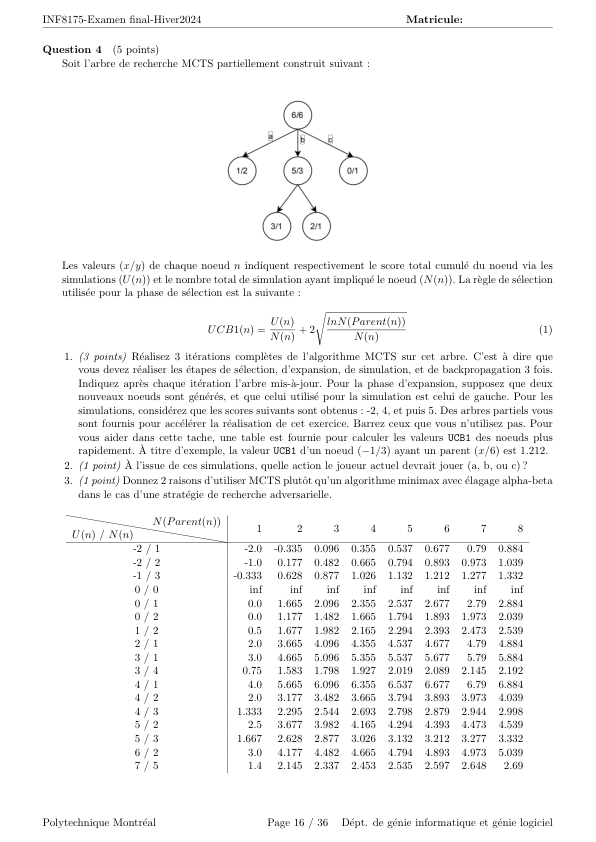 INF8175-Examen final-Hiver2024 Matricule:
Question 4 (5 points)
Soit l'arbre de recherche MCTS partiellement construit suivant :
6/6
a b c
1/2 5/3 0/1
3/1 2/1
Les valeurs (x/y) de chaque noeud n indiquent respectivement le score total cumulé du noeud via les
simulations (U(n)) et le nombre total de simulation ayant impliqué le noeud (N(n)). La règle de sélection
utilisée pour la phase de sélection est la suivante :
UCB1(n) = U(n)/N(n) + 2√(lnN(Parent(n))/N(n)) (1)
1. (3 points) Réalisez 3 itérations complètes de l'algorithme MCTS sur cet arbre. C'est à dire que
vous devez réaliser les étapes de sélection, d'expansion, de simulation, et de backpropagation 3 fois.
Indiquez après chaque itération l'arbre mis-à-jour. Pour la phase d'expansion, supposez que deux
nouveaux noeuds sont générés, et que celui utilisé pour la simulation est celui de gauche. Pour les
simulations, considérez que les scores suivants sont obtenus : -2, 4, et puis 5. Des arbres partiels vous
sont fournis pour accélérer la réalisation de cet exercice. Barrez ceux que vous n'utilisez pas. Pour
vous aider dans cette tache, une table est fournie pour calculer les valeurs UCB1 des noeuds plus
rapidement. À titre d'exemple, la valeur UCB1 d'un noeud (−1/3) ayant un parent (x/6) est 1.212.
2. (1 point) À l'issue de ces simulations, quelle action le joueur actuel devrait jouer (a, b, ou c) ?
3. (1 point) Donnez 2 raisons d'utiliser MCTS plutôt qu'un algorithme minimax avec élagage alpha-beta
dans le cas d'une stratégie de recherche adversarielle.
N(Parent(n)) 1 2 3 4 5 6 7 8
U(n) / N(n)
-2 / 1 -2.0 -0.335 0.096 0.355 0.537 0.677 0.79 0.884
-2 / 2 -1.0 0.177 0.482 0.665 0.794 0.893 0.973 1.039
-1 / 3 -0.333 0.628 0.877 1.026 1.132 1.212 1.277 1.332
0 / 0 inf inf inf inf inf inf inf inf
0 / 1 0.0 1.665 2.096 2.355 2.537 2.677 2.79 2.884
0 / 2 0.0 1.177 1.482 1.665 1.794 1.893 1.973 2.039
1 / 2 0.5 1.677 1.982 2.165 2.294 2.393 2.473 2.539
2 / 1 2.0 3.665 4.096 4.355 4.537 4.677 4.79 4.884
3 / 1 3.0 4.665 5.096 5.355 5.537 5.677 5.79 5.884
3 / 4 0.75 1.583 1.798 1.927 2.019 2.089 2.145 2.192
4 / 1 4.0 5.665 6.096 6.355 6.537 6.677 6.79 6.884
4 / 2 2.0 3.177 3.482 3.665 3.794 3.893 3.973 4.039
4 / 3 1.333 2.295 2.544 2.693 2.798 2.879 2.944 2.998
5 / 2 2.5 3.677 3.982 4.165 4.294 4.393 4.473 4.539
5 / 3 1.667 2.628 2.877 3.026 3.132 3.212 3.277 3.332
6 / 2 3.0 4.177 4.482 4.665 4.794 4.893 4.973 5.039
7 / 5 1.4 2.145 2.337 2.453 2.535 2.597 2.648 2.69
Polytechnique Montréal Page 16 / 36 Dépt. de génie informatique et génie logiciel